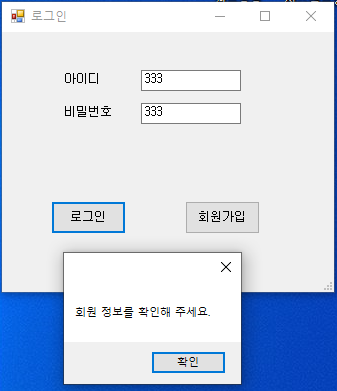 로그인
아이디 333
비밀번호 333
로그인 회원가입
회원 정보를 확인해 주세요.
확인